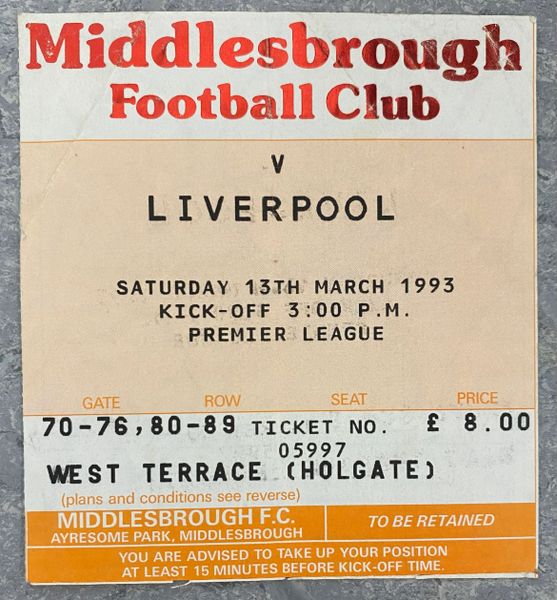 Middlesbrough
Football Club
V
LIVERPOOL
SATURDAY 13TH MARCH 1993
KICK-OFF 3:00 P.M.
PREMIER LEAGUE
GATE ROW SEAT PRICE
70-76,80-89 TICKET NO. £ 8.00
05997
WEST TERRACE (HOLGATE)
(plans and conditions see reverse)
MIDDLESBROUGH F.C.
AYRESOME PARK, MIDDLESBROUGH
TO BE RETAINED
YOU ARE ADVISED TO TAKE UP YOUR POSITION
AT LEAST 15 MINUTES BEFORE KICK-OFF TIME.